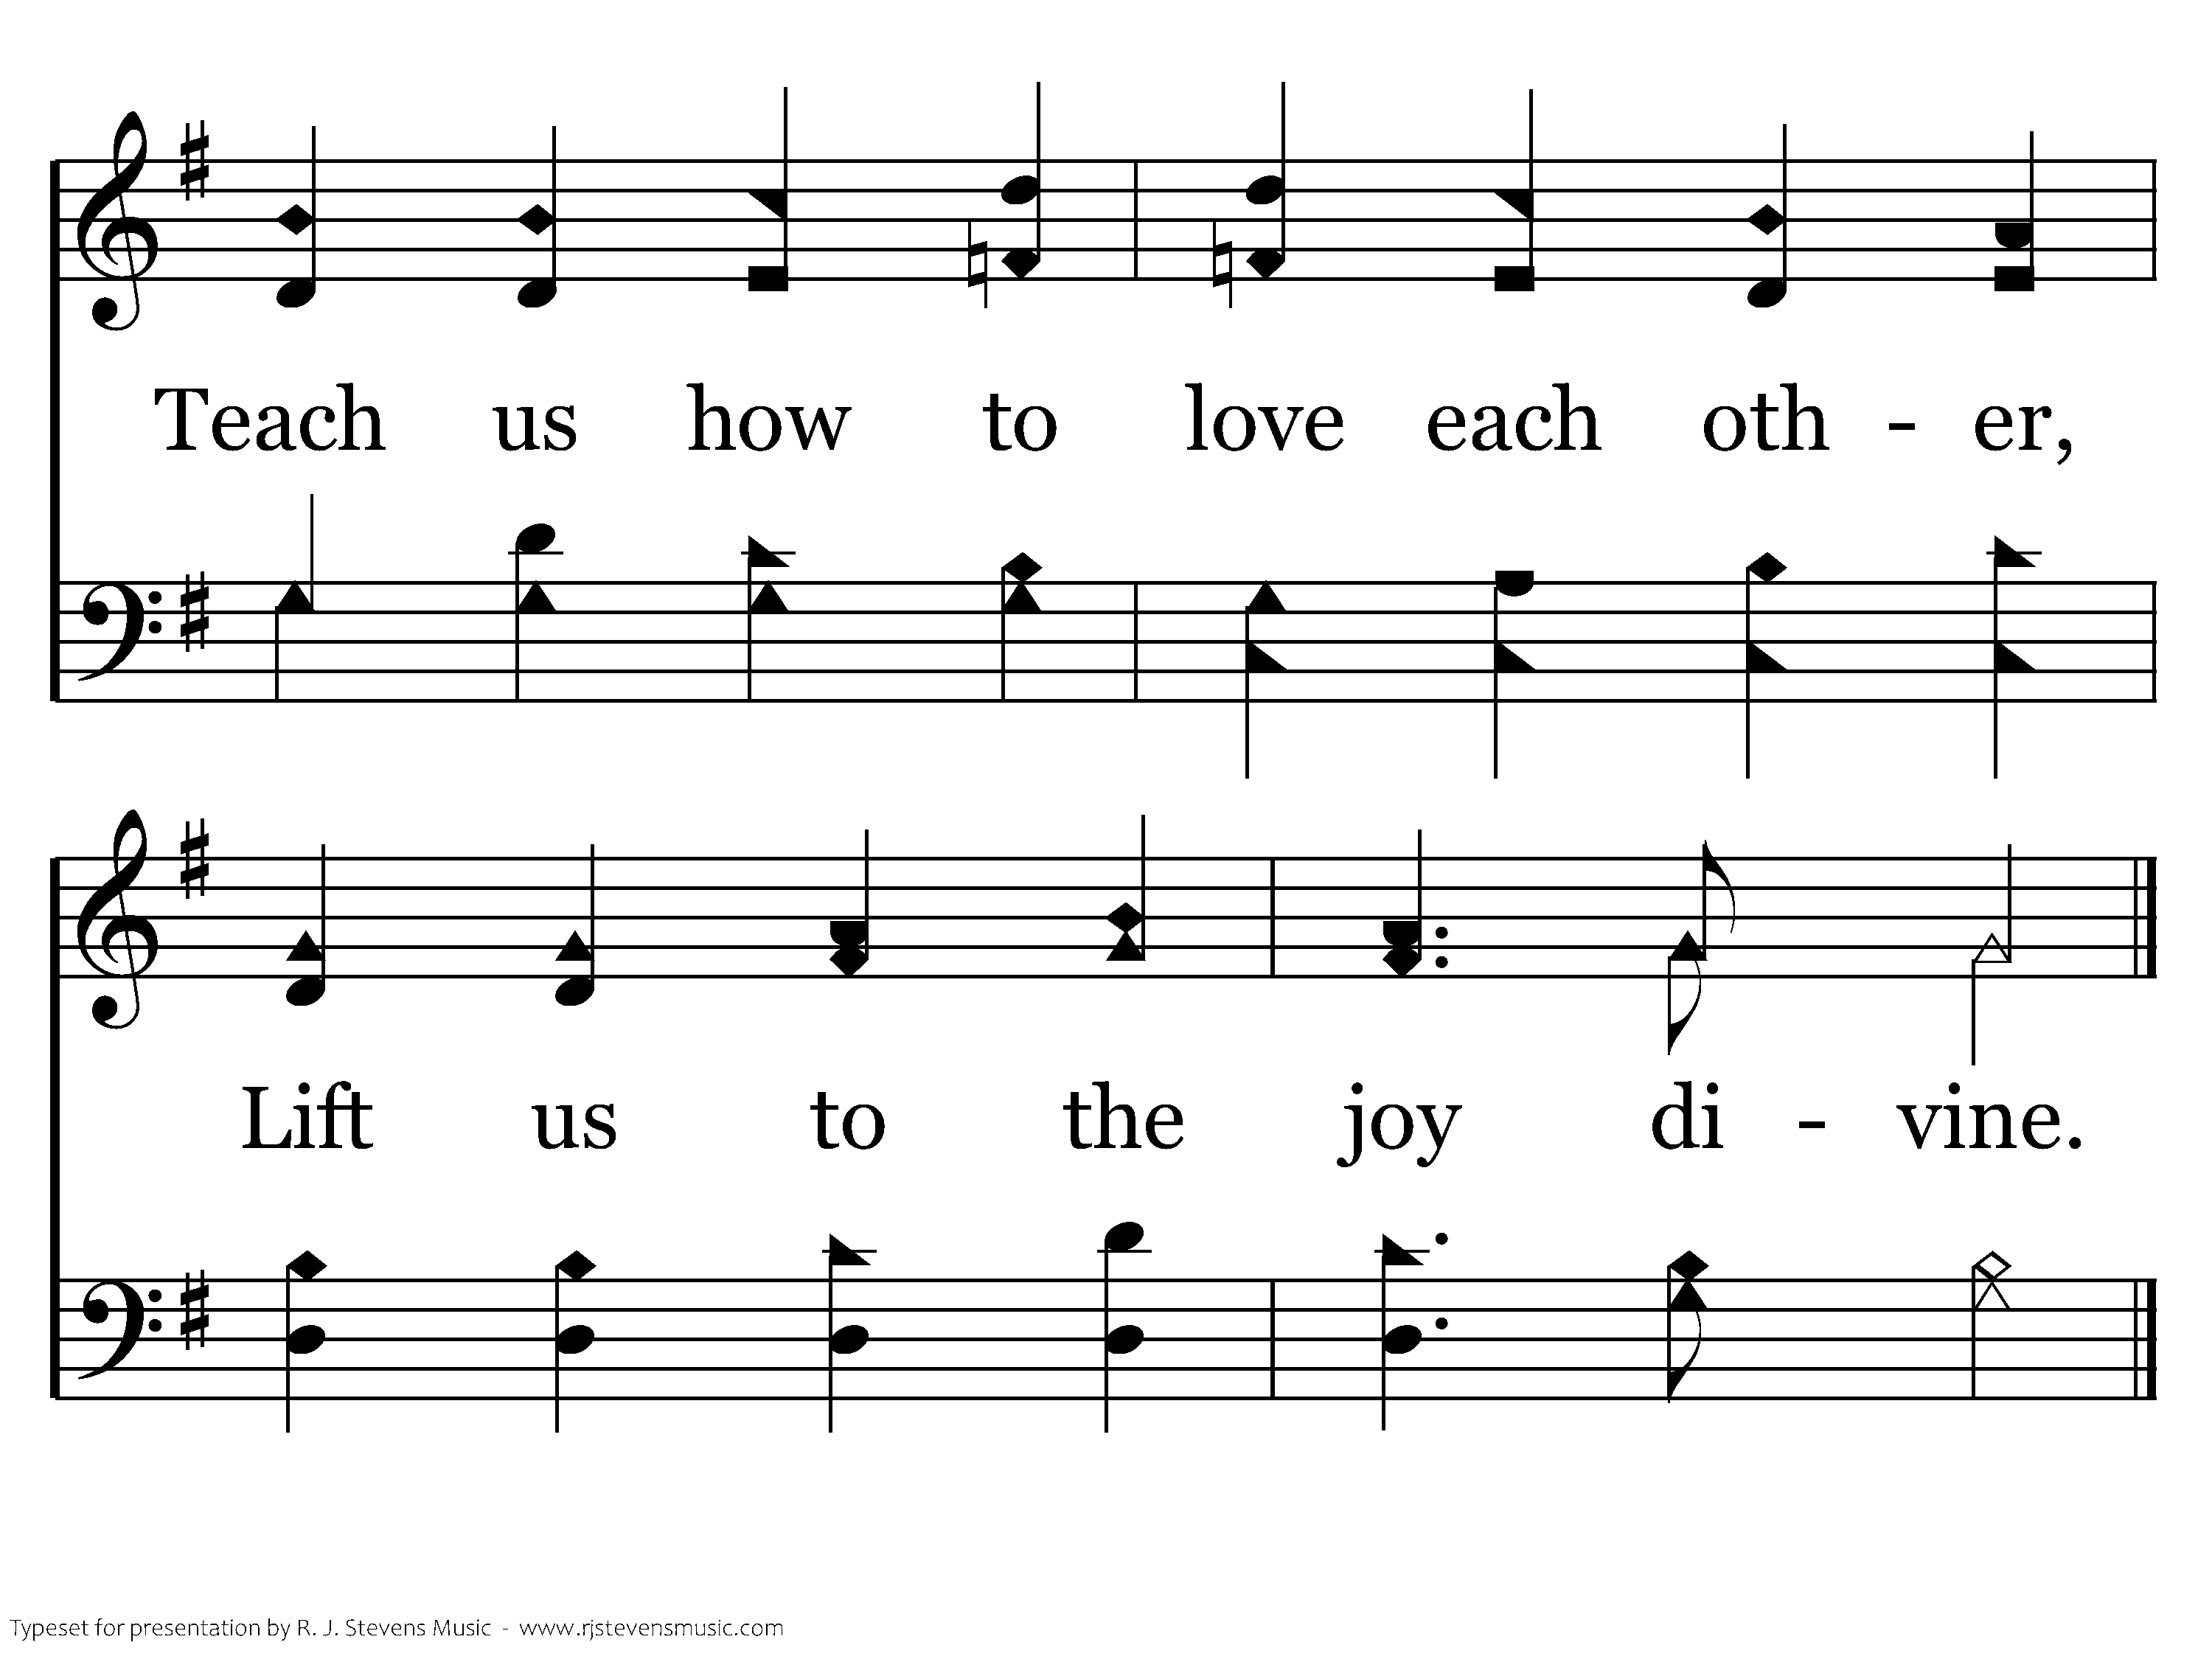 Teach us how to love each oth - er,
Lift us to the joy di - vine.
Typeset for presentation by R. J. Stevens Music - www.rjstevensmusic.com